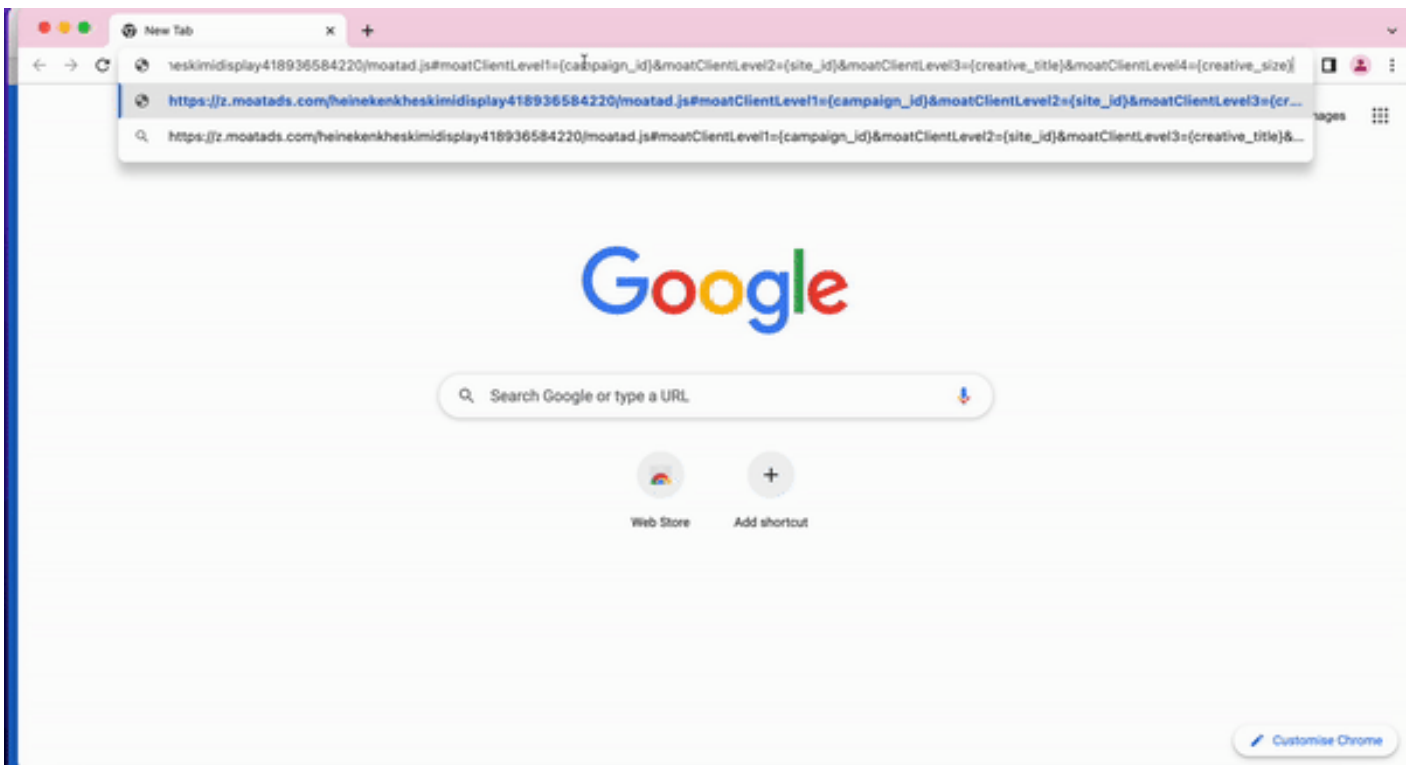 New Tab
heskimidisplay418936584220/moatad.js#moatClientLevel1={campaign_id}&moatClientLevel2={site_id}&moatClientLevel3={creative_title}&moatClientLevel4={creative_size}
https://z.moatads.com/heinekenkheskimidisplay418936584220/moatad.js#moatClientLevel1={campaign_id}&moatClientLevel2={site_id}&moatClientLevel3={cr...
ages
https://z.moatads.com/heinekenkheskimidisplay418936584220/moatad.js#moatClientLevel1={campaign_id}&moatClientLevel2={site_id}&moatClientLevel3={creative_title}&...
Google
Search Google or type a URL
Web Store Add shortcut
Customise Chrome